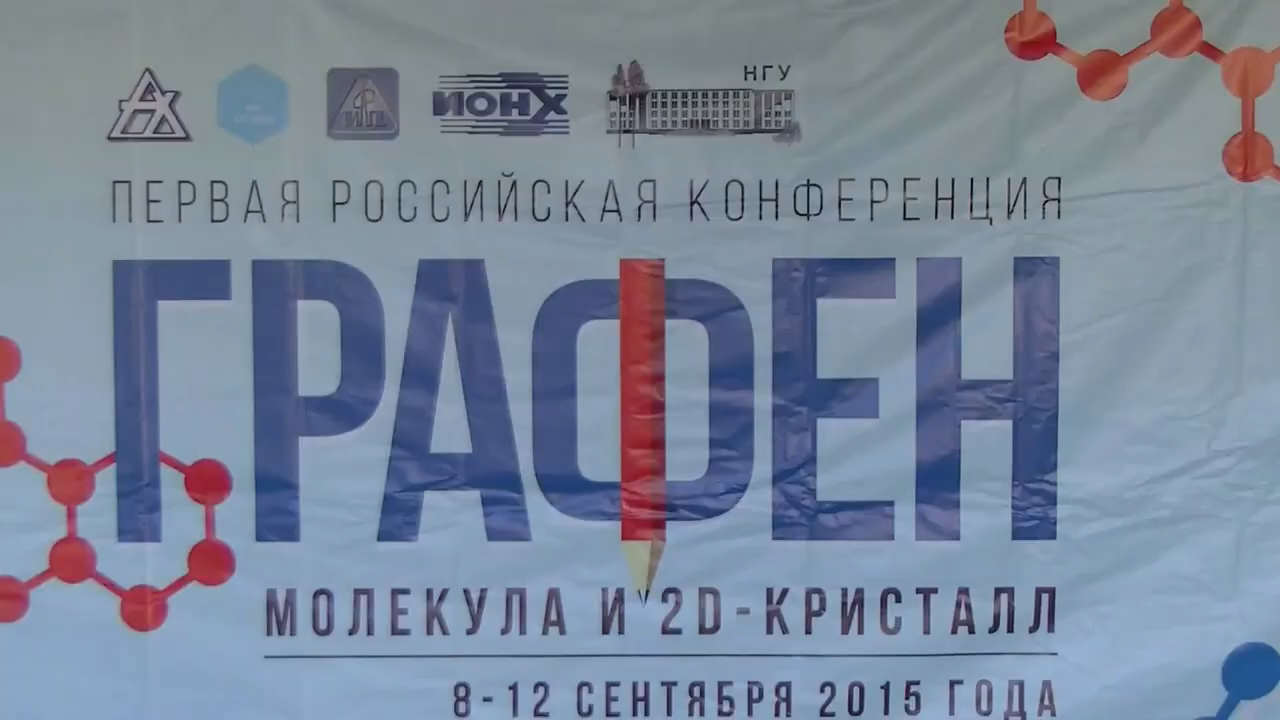 ИОНХ
НГУ
ПЕРВАЯ РОССИЙСКАЯ КОНФЕРЕНЦИЯ
ГРАФЕН
МОЛЕКУЛА И 2D-КРИСТАЛЛ
8-12 СЕНТЯБРЯ 2015 ГОДА